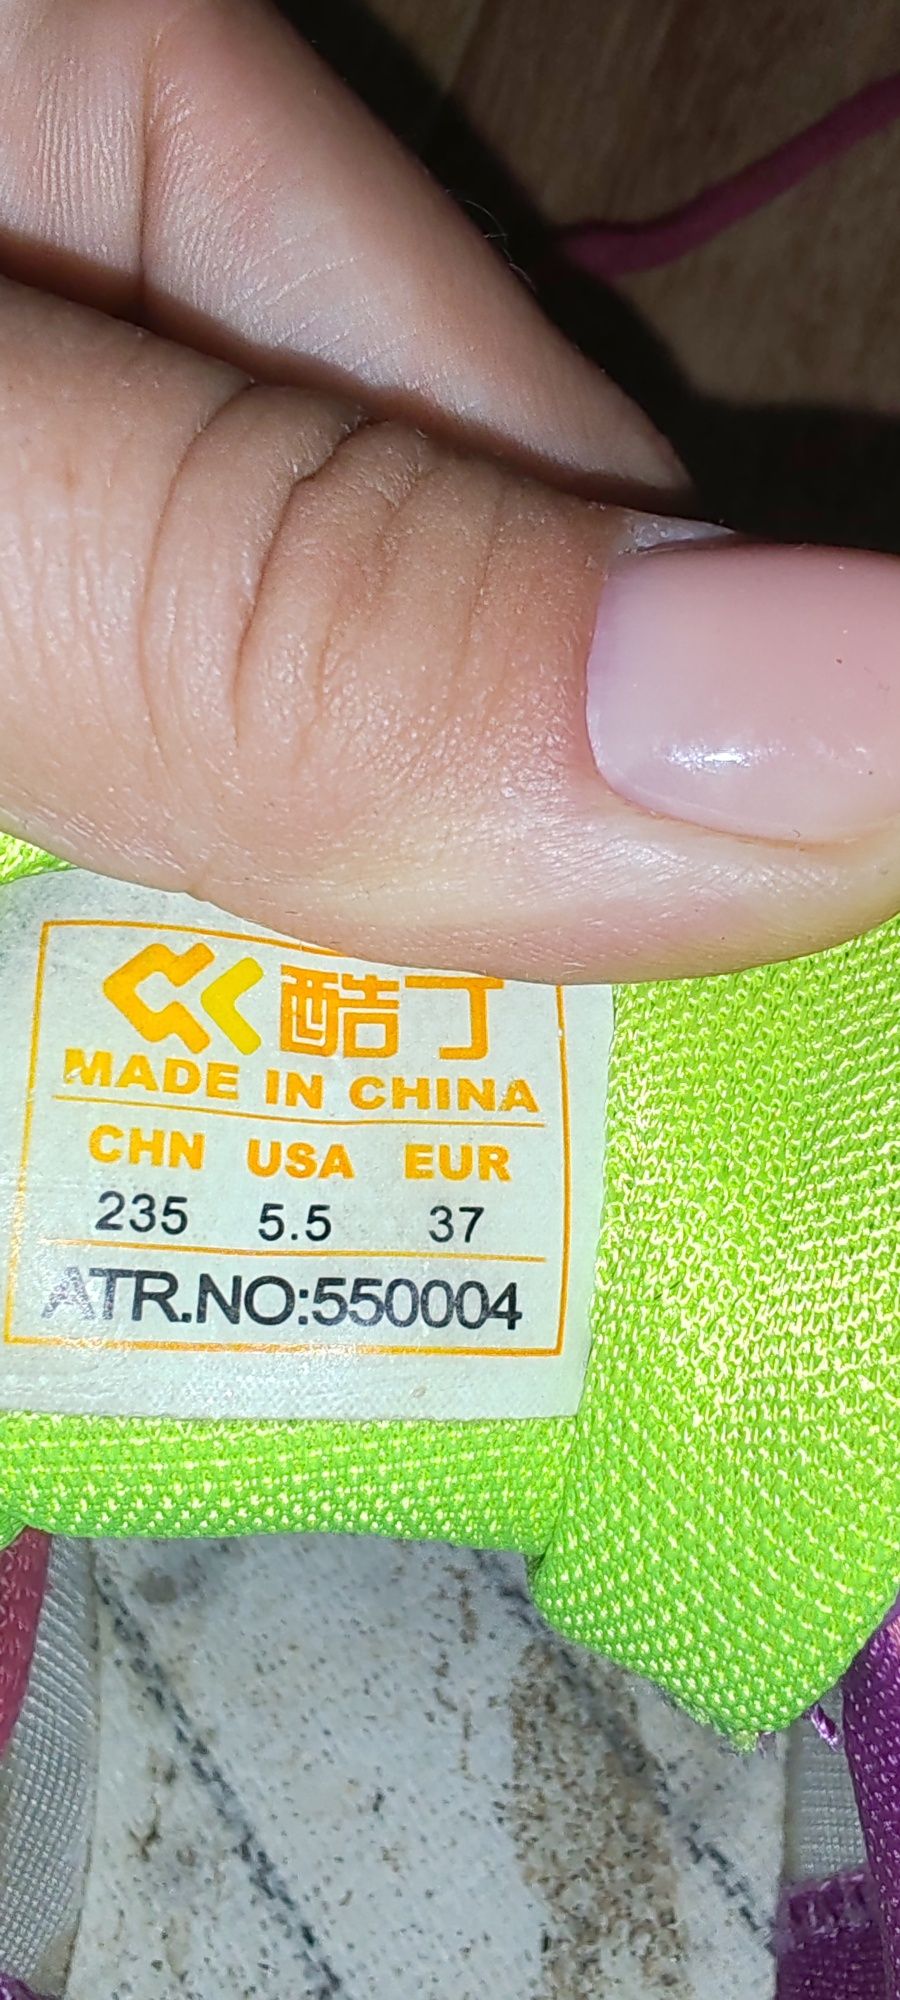 酷丁
MADE IN CHINA
CHN USA EUR
235 5.5 37
ATR.NO:550004